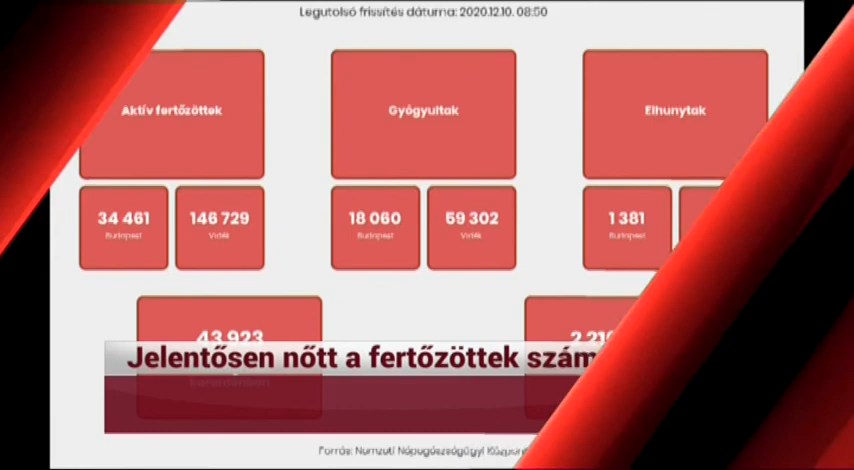 Legutolsó frissítés dátuma: 2020.12.10. 08:50
Aktív fertőzöttek
Gyógyultak
Elhunytak
34 461
146 729
18 060
59 302
1 381
Budapest
Vidék
Budapest
Vidék
Budapest
43 923
Jelentősen nőtt a fertőzöttek szám
karanténban
Forrás: Nemzeti Népegészségügyi